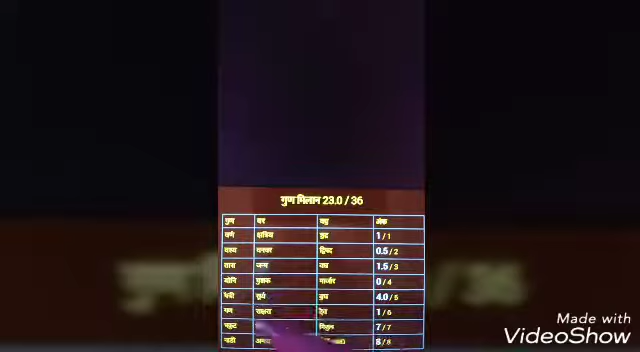 गुण मिलान 23.0 / 36
गुण वर वधु अंक
वर्ण क्षत्रिय शूद्र 1 / 1
वश्य वनचर द्विपद 0.5 / 2
तारा जन्म वध 1.5 / 3
योनि मूषक मार्जार 0 / 4
मैत्री सूर्य बुध 4.0 / 5
गण राक्षस देव 1 / 6
भकूट मिथुन 7 / 7
नाड़ी 8 / 8
Made with
VideoShow